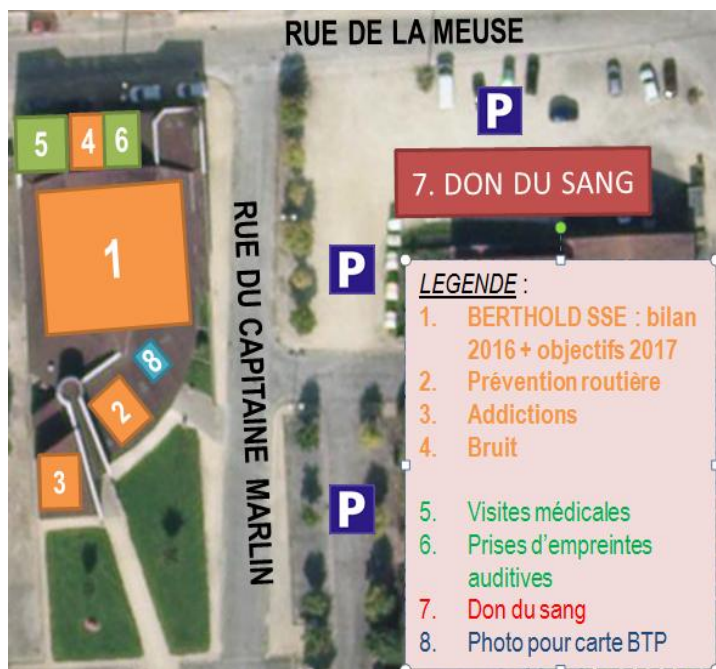 RUE DE LA MEUSE
5
4
6
P
7. DON DU SANG
1
RUE DU CAPITAINE MARLIN
P
8
2
3
P
LEGENDE :
1. BERTHOLD SSE : bilan
2016 + objectifs 2017
2. Prévention routière
3. Addictions
4. Bruit
5. Visites médicales
6. Prises d'empreintes
auditives
7. Don du sang
8. Photo pour carte BTP